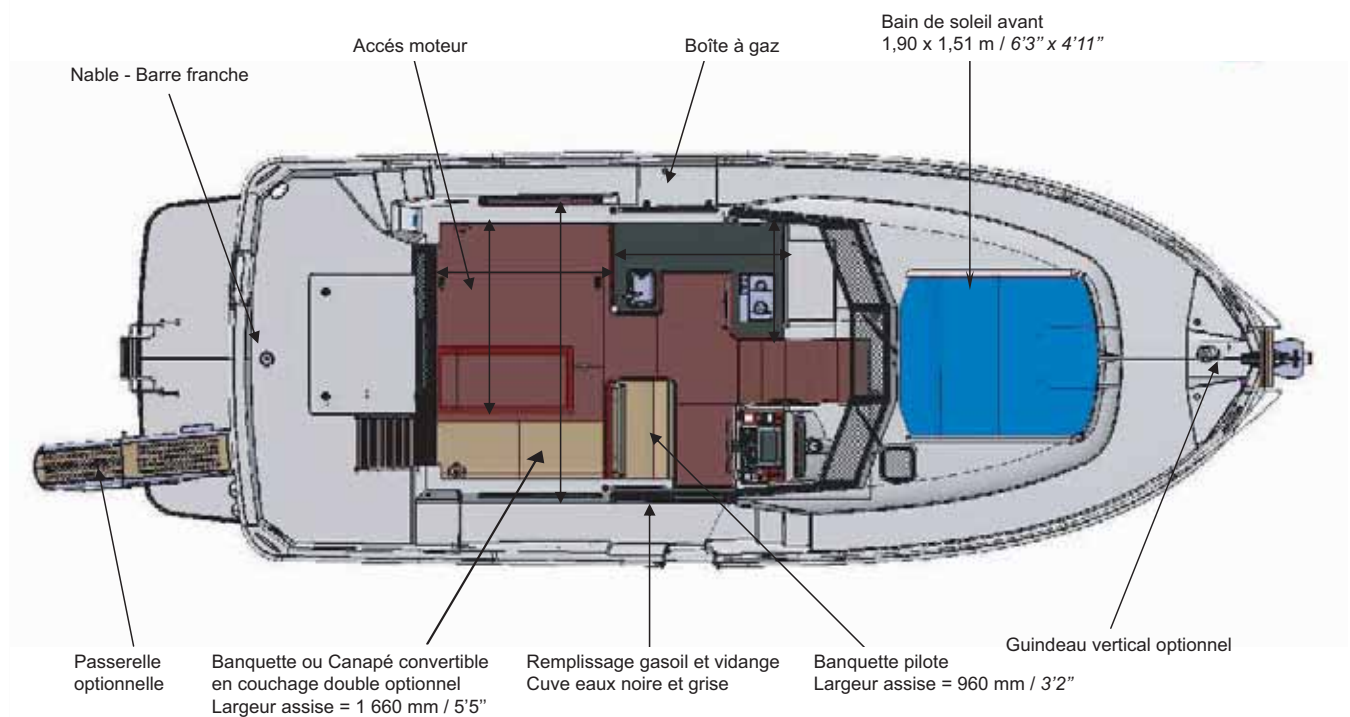 Bain de soleil avant
1,90 x 1,51 m / 6’3’’ x 4’11’’
Accés moteur
Boîte à gaz
Nable - Barre franche
Guindeau vertical optionnel
Passerelle
optionnelle
Banquette ou Canapé convertible
en couchage double optionnel
Largeur assise = 1 660 mm / 5’5’’
Remplissage gasoil et vidange
Cuve eaux noire et grise
Banquette pilote
Largeur assise = 960 mm / 3’2’’